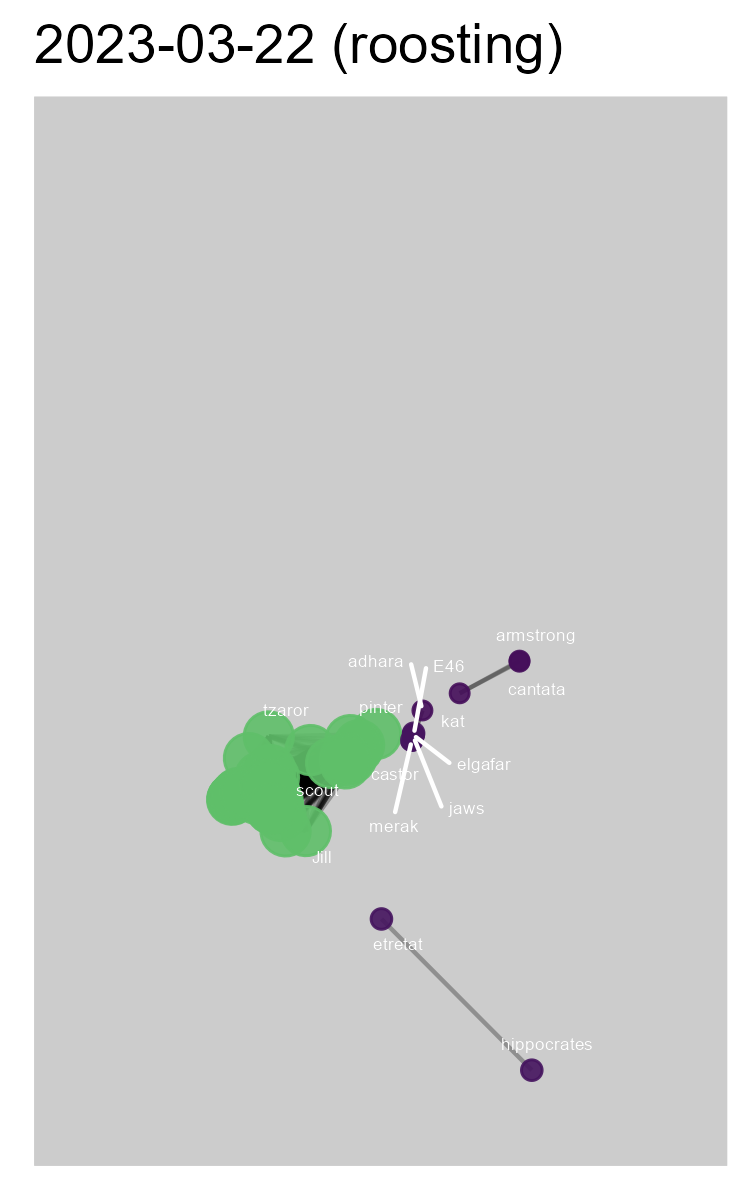 2023-03-22 (roosting)
armstrong
adhara
E46
cantata
tzaror
pinter
kat
castor
elgafar
scout
jaws
merak
Jill
etretat
hippocrates